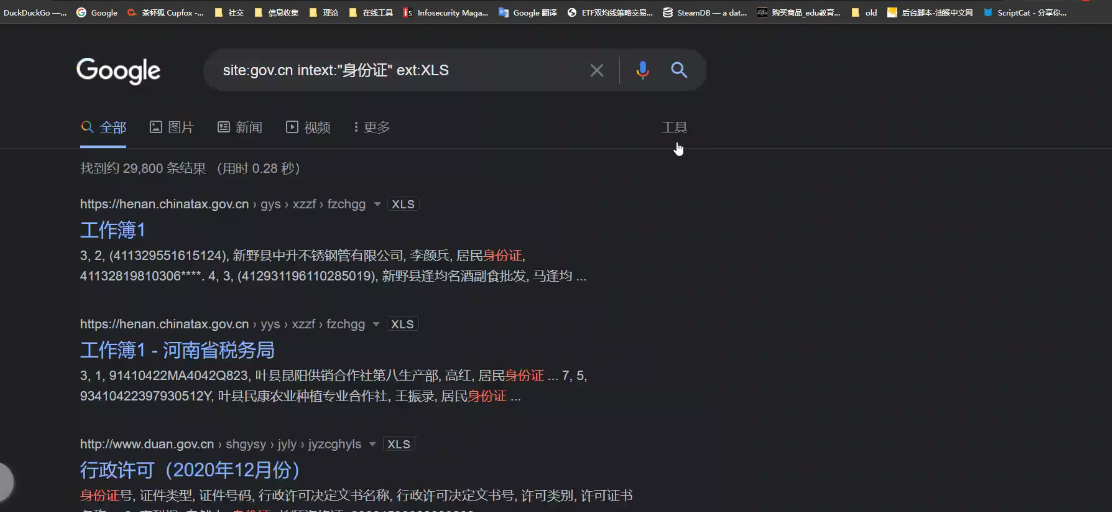 DuckDuckGo —...
Google
茶杯狐 Cupfox -...
社交
信息收集
理论
在线工具
Infosecurity Maga...
Google 翻译
ETF双均线策略交易...
SteamDB — a dat...
购买商品_edu教育...
old
后台脚本-油猴中文网
ScriptCat - 分享你...
Google
site:gov.cn intext:"身份证" ext:XLS
全部
图片
新闻
视频
更多
工具
找到约 29,800 条结果 （用时 0.28 秒）
https://henan.chinatax.gov.cn › gys › xzzf › fzchgg XLS
工作簿1
3, 2, (411329551615124), 新野县中升不锈钢管有限公司, 李颜兵, 居民身份证,
41132819810306****. 4, 3, (412931196110285019), 新野县逢均名酒副食批发, 马逢均 ...
https://henan.chinatax.gov.cn › yys › xzzf › fzchgg XLS
工作簿1 - 河南省税务局
3, 1, 91410422MA4042Q823, 叶县昆阳供销合作社第八生产部, 高红, 居民身份证 ... 7, 5,
93410422397930512Y, 叶县民康农业种植专业合作社, 王振录, 居民身份证 ...
http://www.duan.gov.cn › shgysy › jyly › jyzcghyls XLS
行政许可（2020年12月份）
身份证号, 证件类型, 证件号码, 行政许可决定文书名称, 行政许可决定文书号, 许可类别, 许可证书